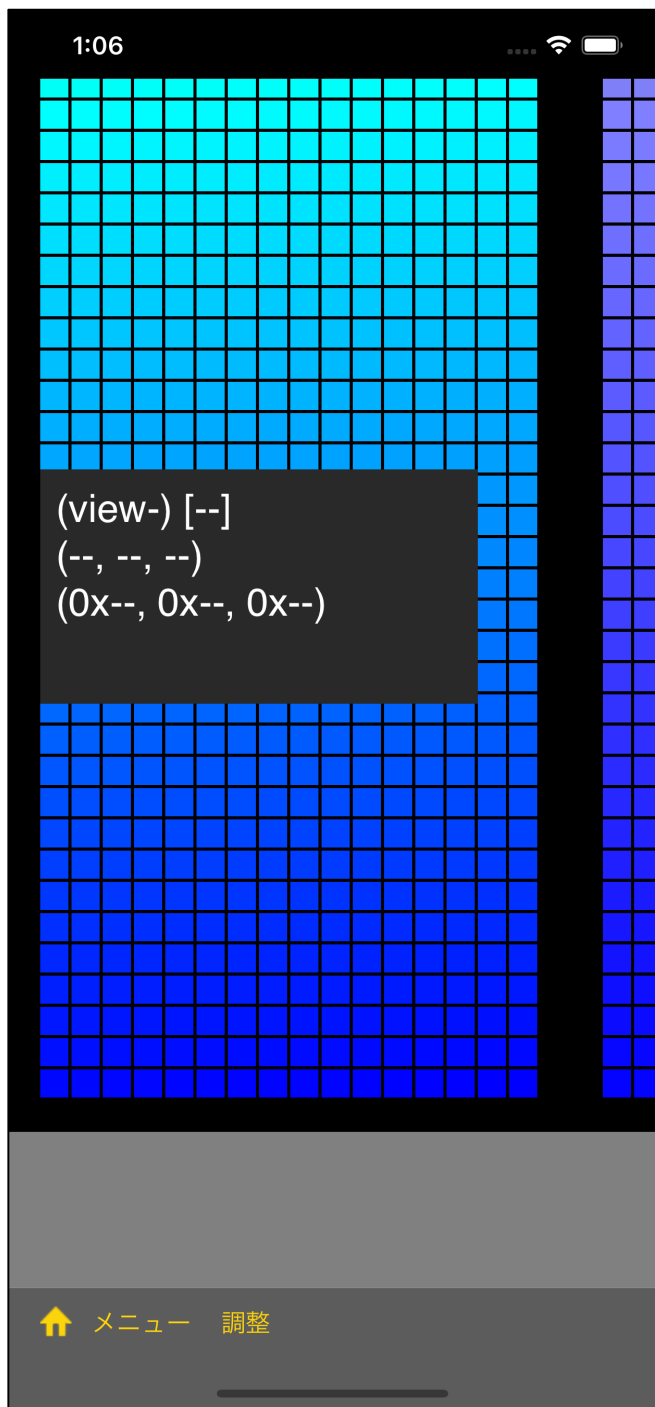 1:06
(view-) [--]
(--, --, --)
(0x--, 0x--, 0x--)
メニュー 調整